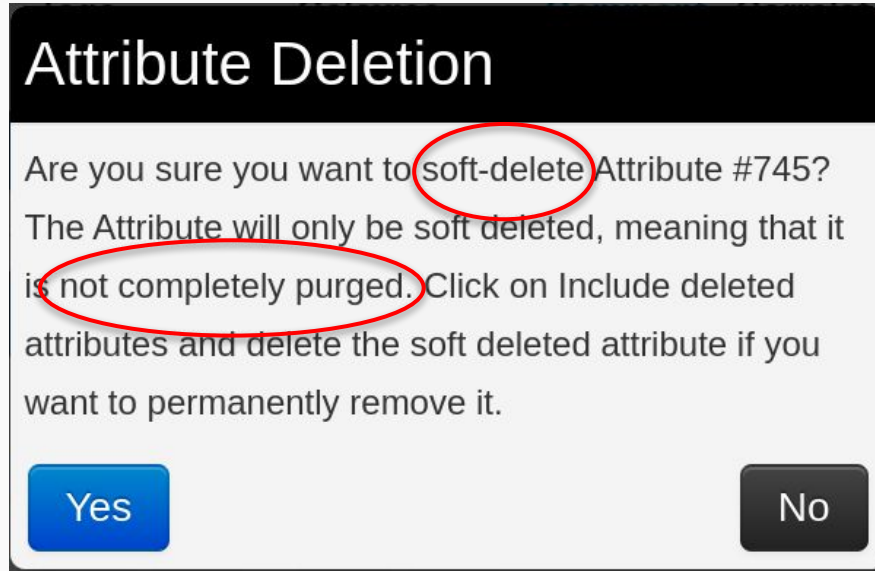 Attribute Deletion
Are you sure you want to soft-delete Attribute #745?
The Attribute will only be soft deleted, meaning that it
is not completely purged. Click on Include deleted
attributes and delete the soft deleted attribute if you
want to permanently remove it.
Yes
No